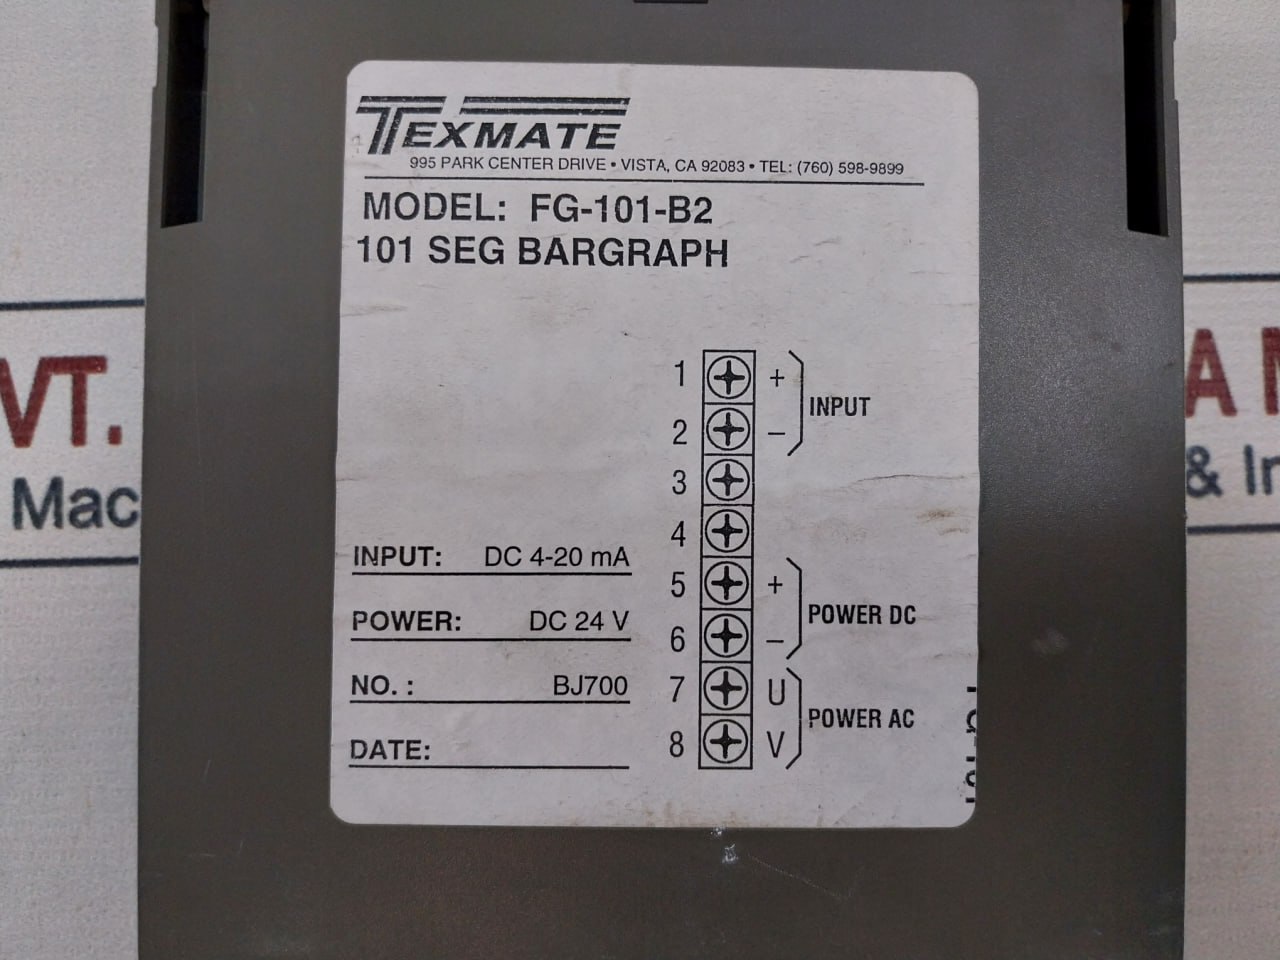 TEXMATE
995 PARK CENTER DRIVE • VISTA, CA 92083 • TEL: (760) 598-9899
MODEL: FG-101-B2
101 SEG BARGRAPH
1 +
INPUT
2 –
3
4
5 +
POWER DC
6 –
7 U
POWER AC
8 V
INPUT: DC 4-20 mA
POWER: DC 24 V
NO. : BJ700
DATE:
VT.
Mac
A
& In